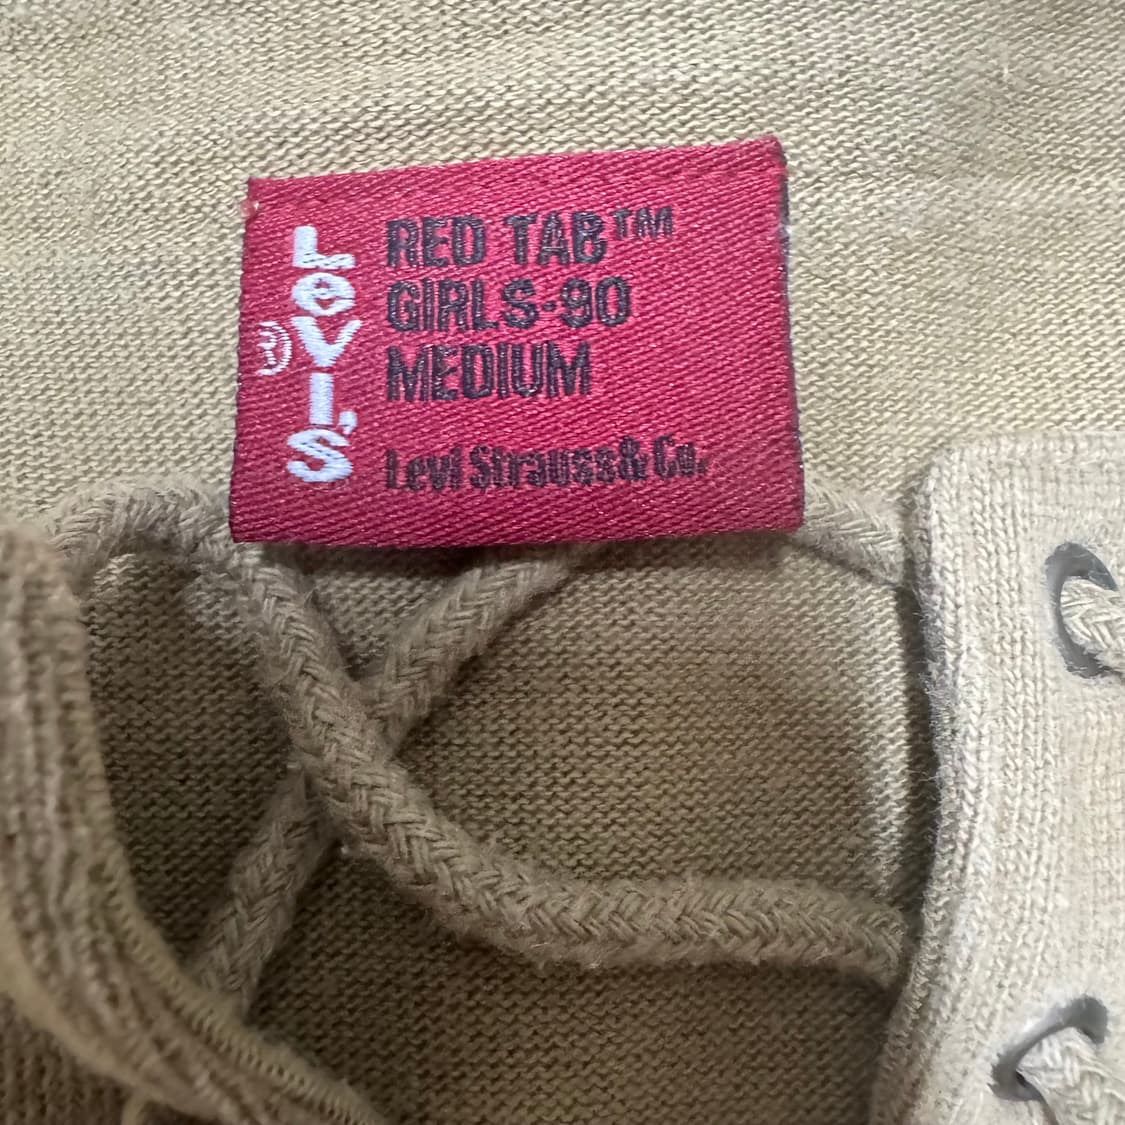 LEVI'S
®
RED TAB™
GIRLS-90
MEDIUM
Levi Strauss & Co.